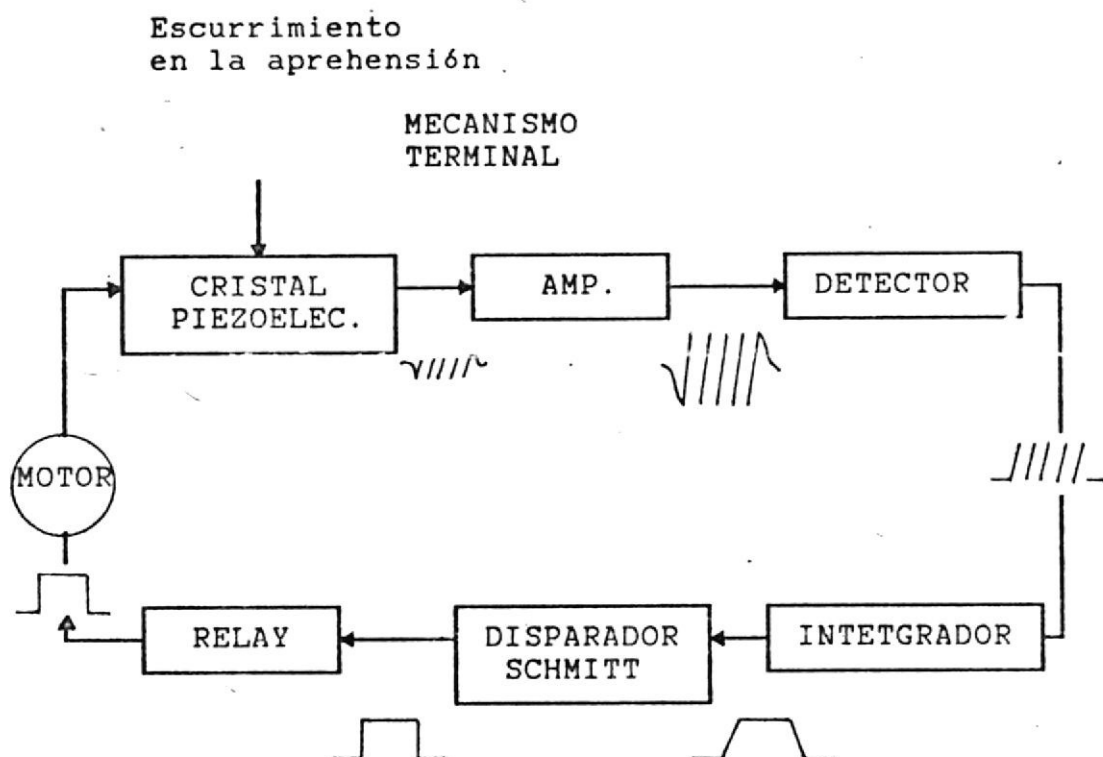 Escurrimiento
en la aprehensión
MECANISMO
TERMINAL
CRISTAL
PIEZOELEC.
AMP.
DETECTOR
MOTOR
RELAY
DISPARADOR
SCHMITT
INTETGRADOR